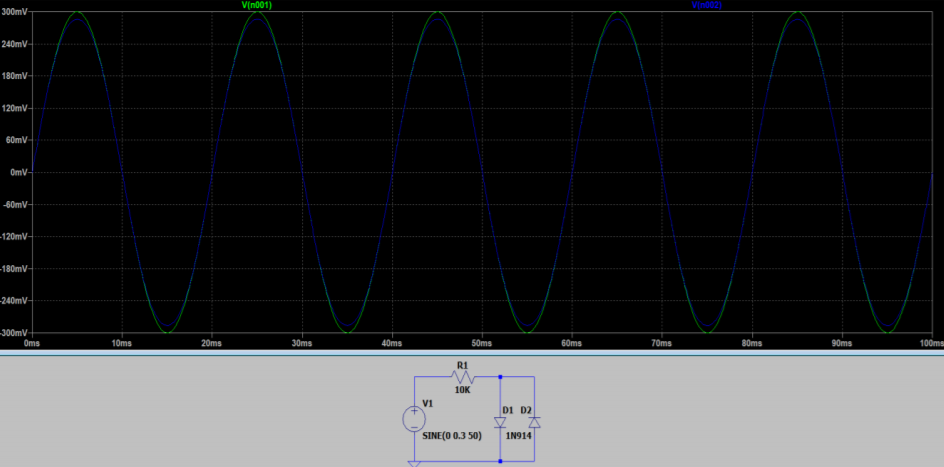 V(n001) V(n002)
300mV
240mV
180mV
120mV
60mV
0mV
-60mV
-120mV
-180mV
-240mV
-300mV
0ms 10ms 20ms 30ms 40ms 50ms 60ms 70ms 80ms 90ms 100ms
R1
10K
V1
D1 D2
SINE(0 0.3 50) 1N914